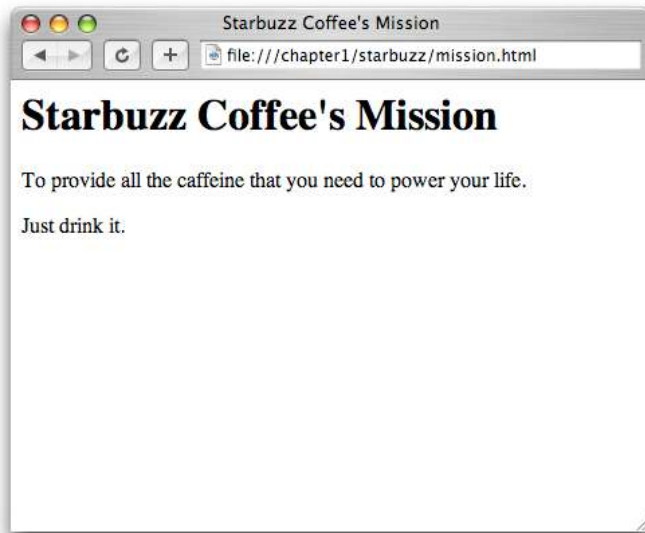 Starbuzz Coffee's Mission
file:///chapter1/starbuzz/mission.html
Starbuzz Coffee's Mission
To provide all the caffeine that you need to power your life.
Just drink it.